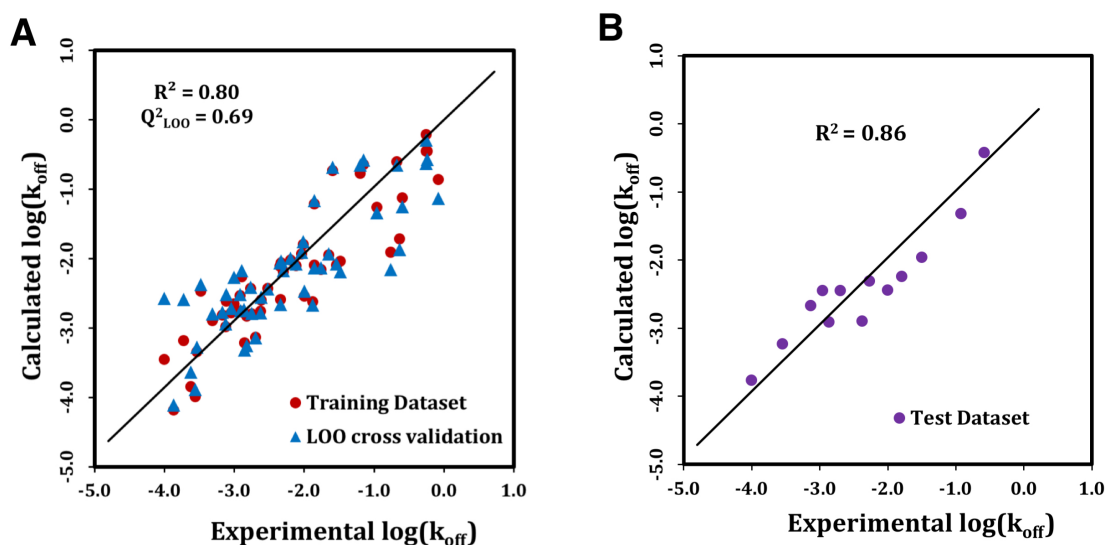 A
R² = 0.80
Q²LOO = 0.69
1.0
0.0
-1.0
-2.0
-3.0
-4.0
-5.0
Calculated log(koff)
Training Dataset
LOO cross validation
-5.0 -4.0 -3.0 -2.0 -1.0 0.0 1.0
Experimental log(koff)
B
R² = 0.86
1.0
0.0
-1.0
-2.0
-3.0
-4.0
-5.0
Calculated log(koff)
Test Dataset
-5.0 -4.0 -3.0 -2.0 -1.0 0.0 1.0
Experimental log(koff)